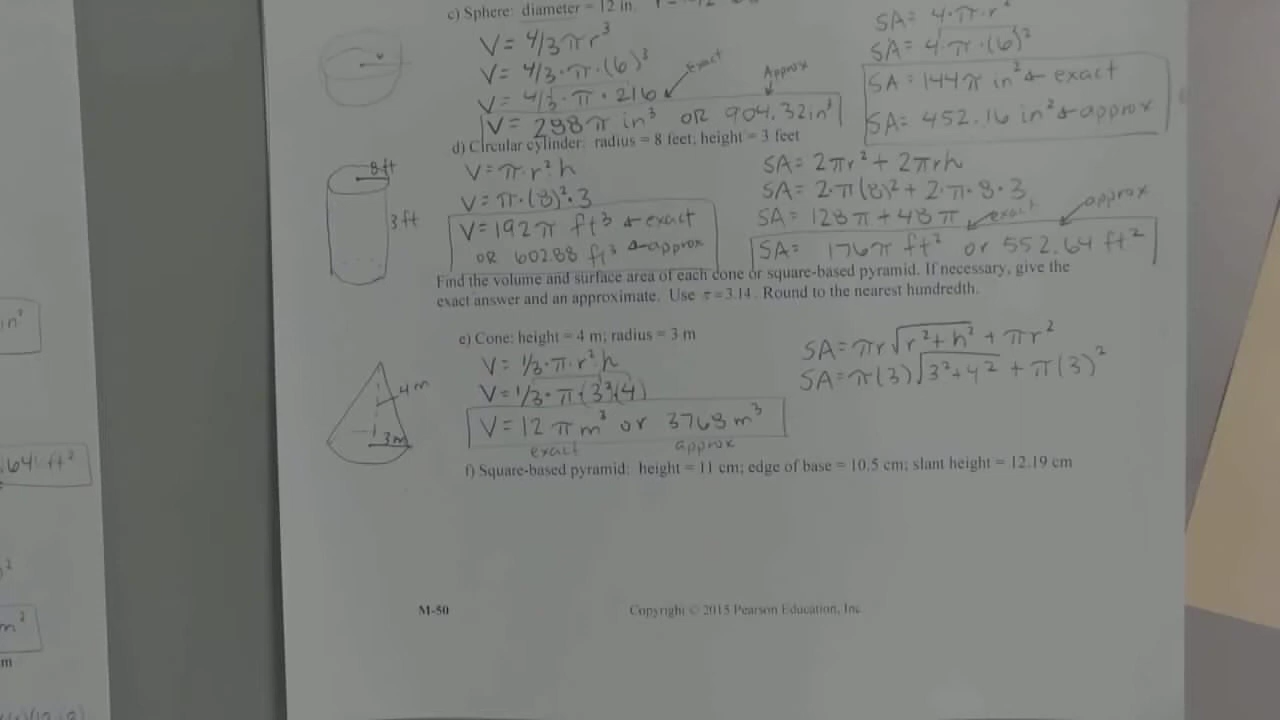 c) Sphere: diameter = 12 in.
V = 4/3πr³
V = 4/3·π·(6)³
V = 4/3·π·216
exact
Approx
V = 298π in³ OR 904.32in³
SA = 4·π·r²
SA = 4·π·(6)²
SA = 144π in² ← exact
SA = 452.16 in² ← approx
d) Circular cylinder: radius = 8 feet; height = 3 feet
8ft
3ft
V = π·r²·h
V = π·(8)²·3
V = 192π ft³ ← exact
OR 602.88 ft³ ← approx
SA = 2πr² + 2πrh
SA = 2·π(8)² + 2·π·8·3
SA = 128π + 48π
exact
approx
SA = 176π ft² or 552.64 ft²
Find the volume and surface area of each cone or square-based pyramid. If necessary, give the
exact answer and an approximate. Use π = 3.14. Round to the nearest hundredth.
e) Cone: height = 4 m; radius = 3 m
4m
3m
V = 1/3·π·r²·h
V = 1/3·π·(3²)(4)
V = 12πm³ or 3768m³
exact
approx
SA = πr√r²+h² + πr²
SA = π(3)√3²+4² + π(3)²
f) Square-based pyramid: height = 11 cm; edge of base = 10.5 cm; slant height = 12.19 cm
M-50
Copyright © 2015 Pearson Education, Inc
in²
.64 ft²
m²
m